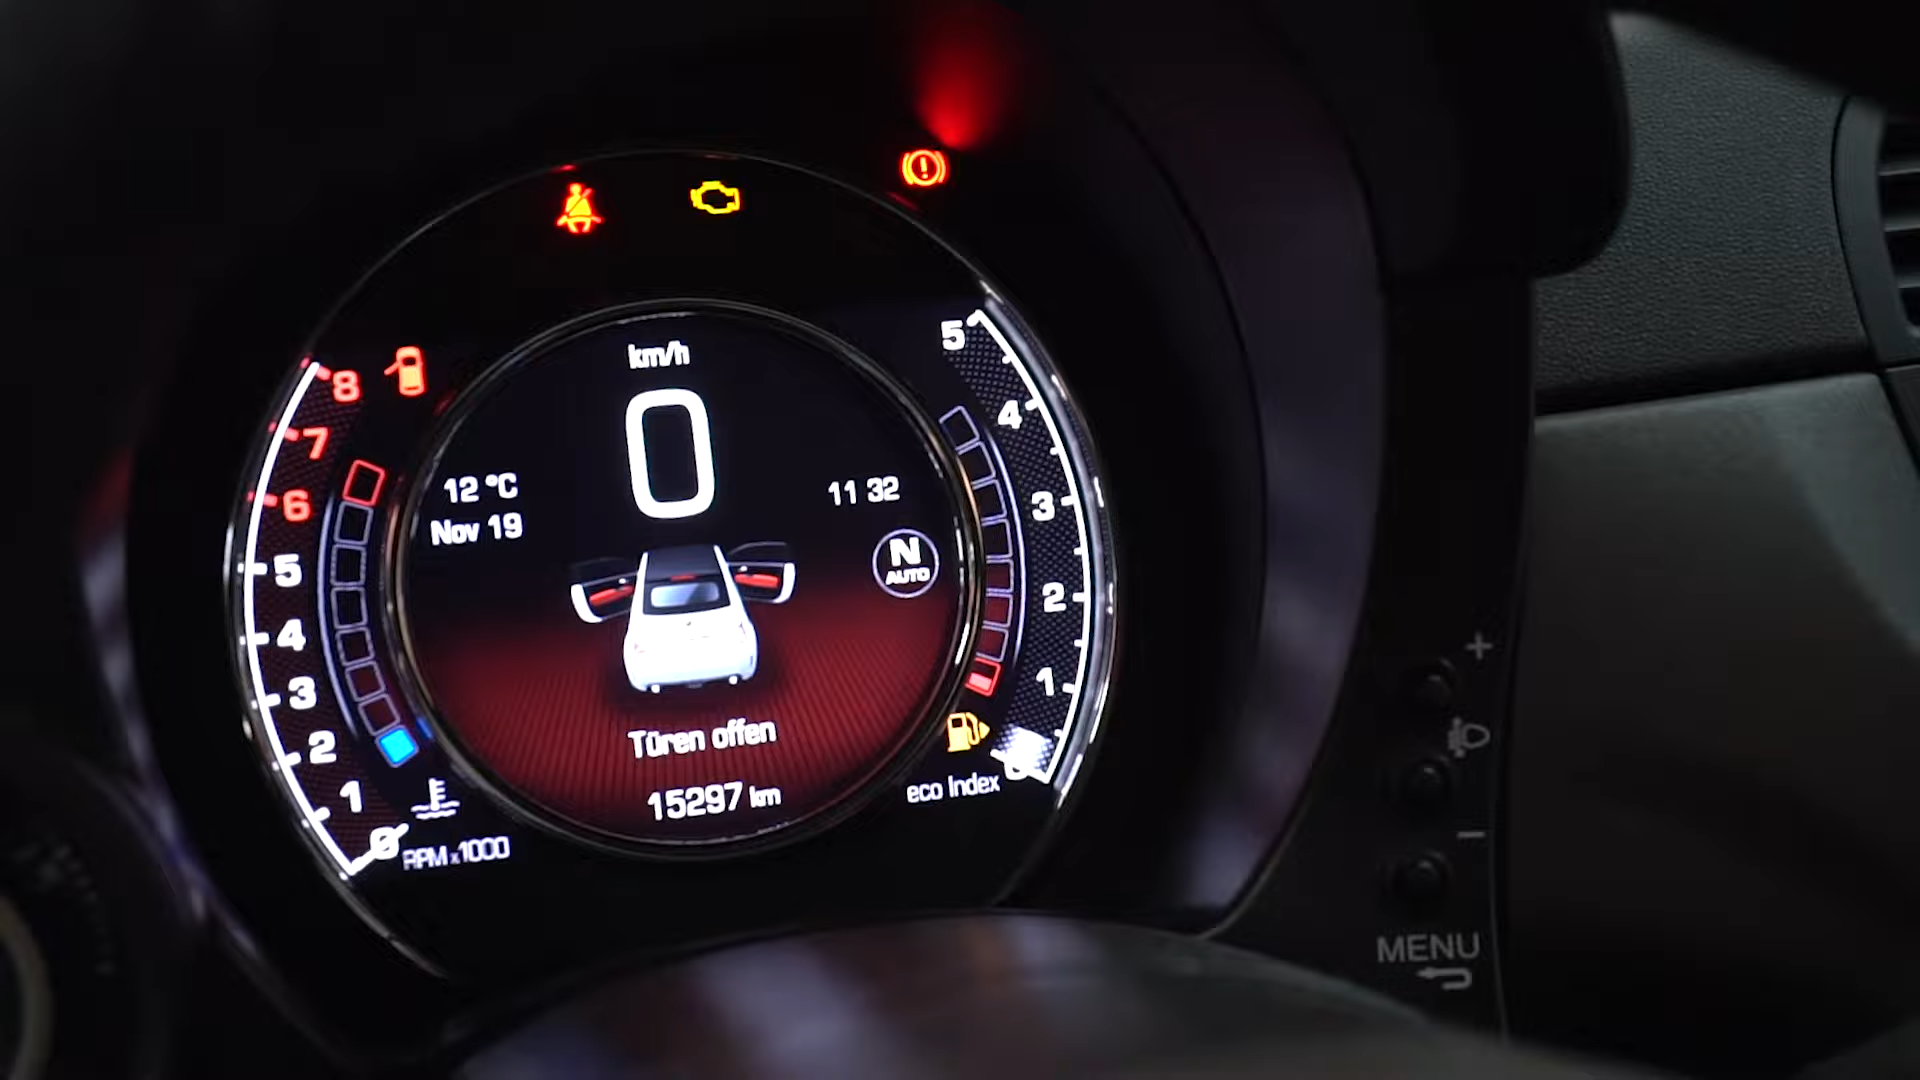 km/h
0
12 °C
Nov 19
11 32
N
AUTO
Türen offen
15297 km
8
7
6
5
4
3
2
1
0
RPM x1000
5
4
3
2
1
0
eco Index
+
−
MENU